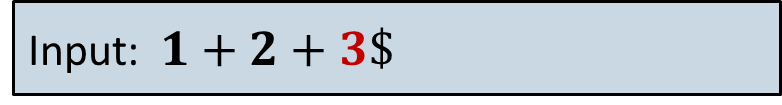 Input: 1 + 2 + 3$